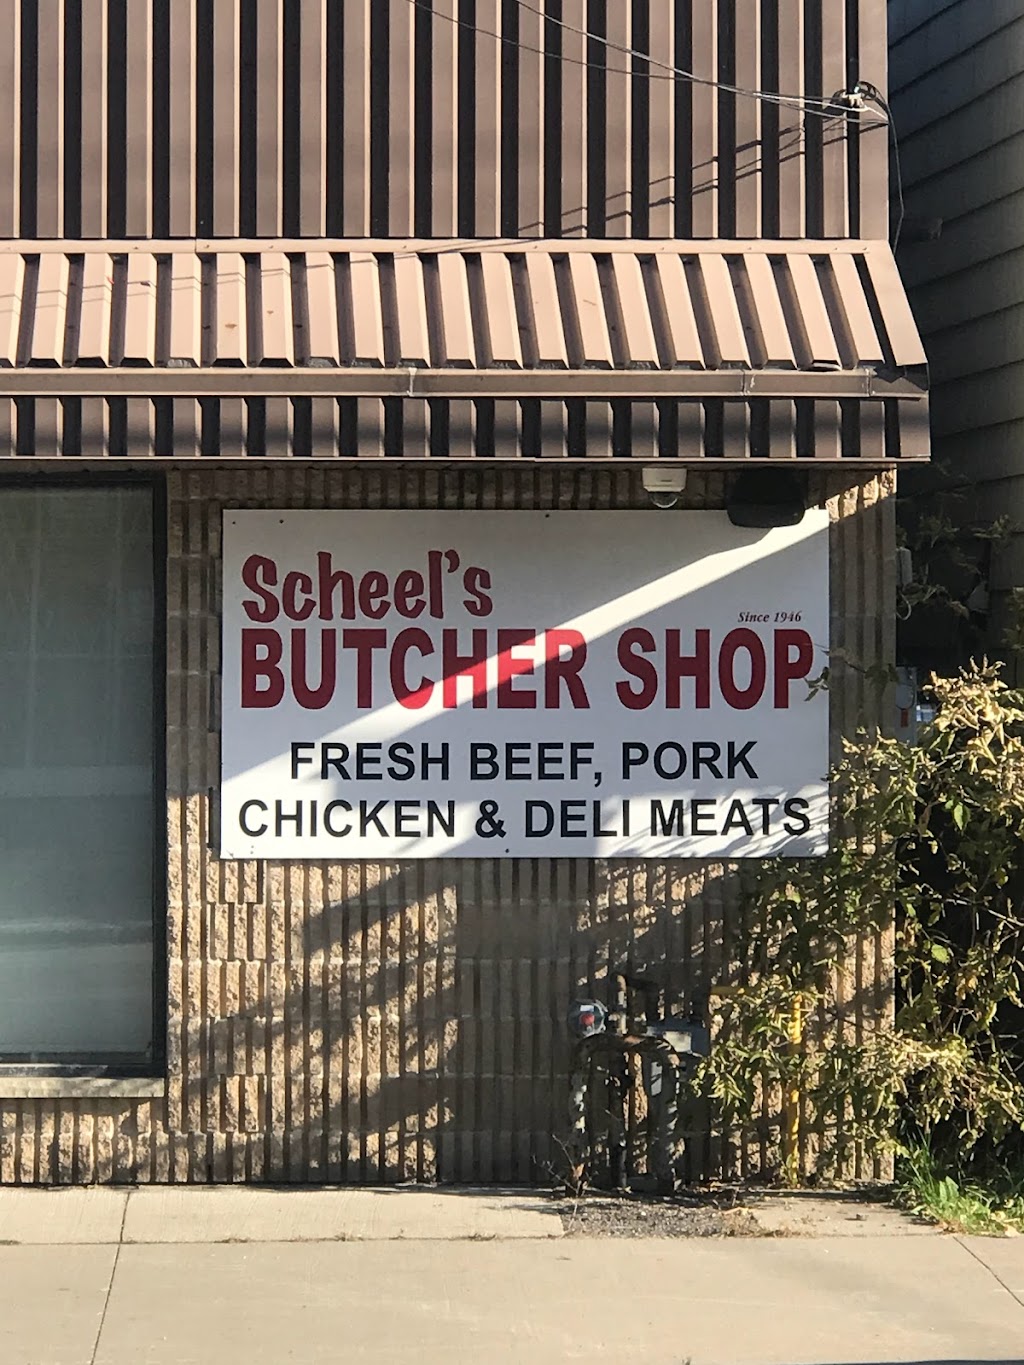 Scheel's
Since 1946
BUTCHER SHOP
FRESH BEEF, PORK
CHICKEN & DELI MEATS